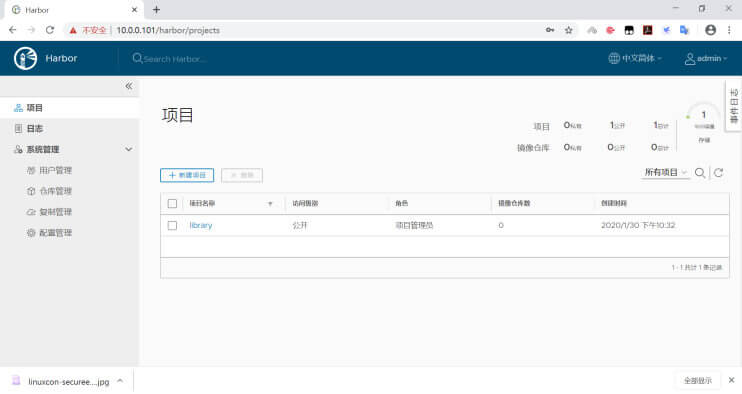 Harbor
不安全 10.0.0.101/harbor/projects
Harbor
Search Harbor...
中文简体
admin
事件日志
项目
日志
系统管理
用户管理
仓库管理
复制管理
配置管理
项目
项目 0私有 1公开 1总计
镜像仓库 0私有 0公开 0总计
1
存储
+ 新建项目
× 删除
所有项目
项目名称 访问级别 角色 镜像仓库数 创建时间
library 公开 项目管理员 0 2020/1/30 下午10:32
1 - 1 共计 1 条记录
linuxcon-securee....jpg
全部显示